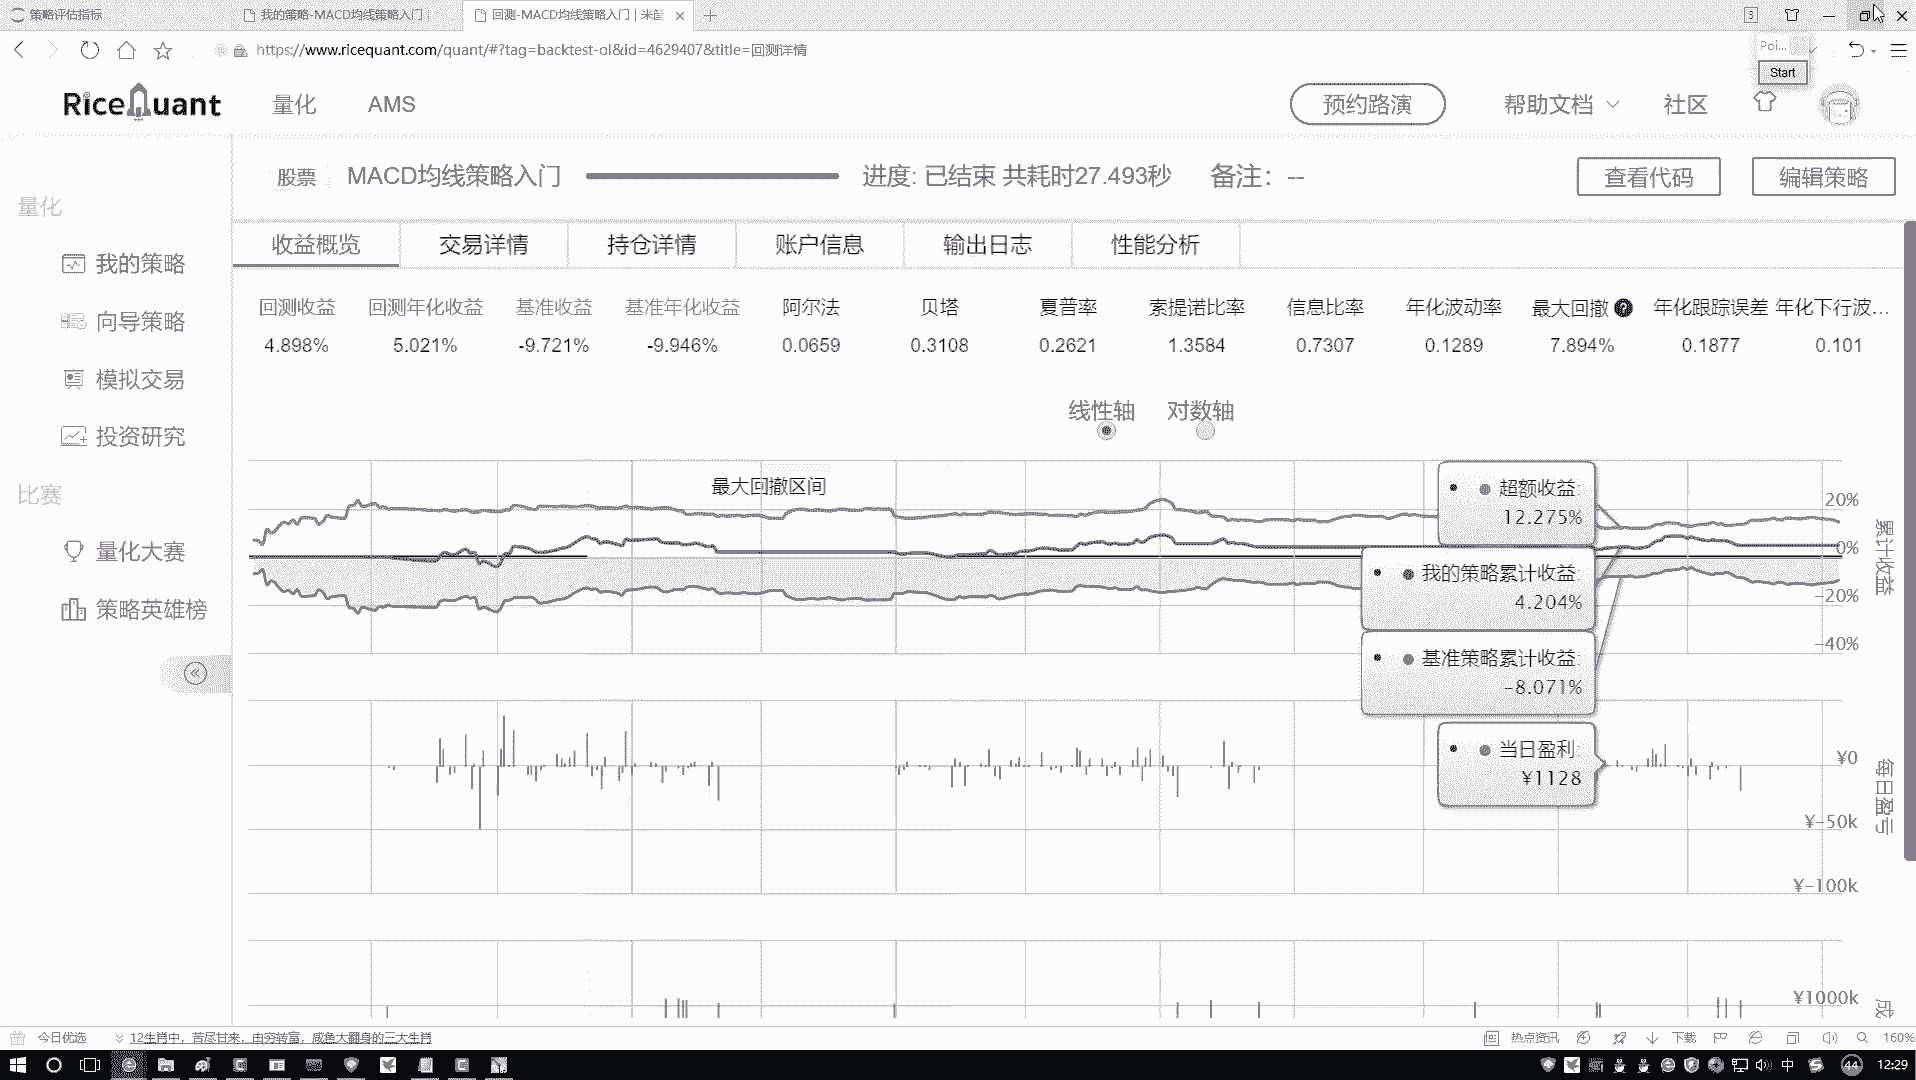 策略评估指标
我的策略-MACD均线策略入门
回测-MACD均线策略入门 | 米筐
3
https://www.ricequant.com/quant/#?tag=backtest-ol&id=4629407&title=回测详情
Poi...
Start
RiceQuant
量化
AMS
预约路演
帮助文档
社区
股票
MACD均线策略入门
进度: 已结束 共耗时27.493秒
备注：--
查看代码
编辑策略
量化
我的策略
向导策略
模拟交易
投资研究
比赛
量化大赛
策略英雄榜
收益概览
交易详情
持仓详情
账户信息
输出日志
性能分析
回测收益 回测年化收益 基准收益 基准年化收益 阿尔法 贝塔 夏普率 索提诺比率 信息比率 年化波动率 最大回撤 年化跟踪误差 年化下行波...
4.898% 5.021% -9.721% -9.946% 0.0659 0.3108 0.2621 1.3584 0.7307 0.1289 7.894% 0.1877 0.101
线性轴 对数轴
最大回撤区间
超额收益:
12.275%
我的策略累计收益:
4.204%
基准策略累计收益:
-8.071%
当日盈利:
¥1128
20%
0%
-20%
-40%
累计收益
¥0
¥-50k
¥-100k
每日盈亏
¥1000k
成
今日优选
12生肖中，苦尽甘来，由穷转富，咸鱼大翻身的三大生肖
热点资讯
下载
160%
中
44
12:29